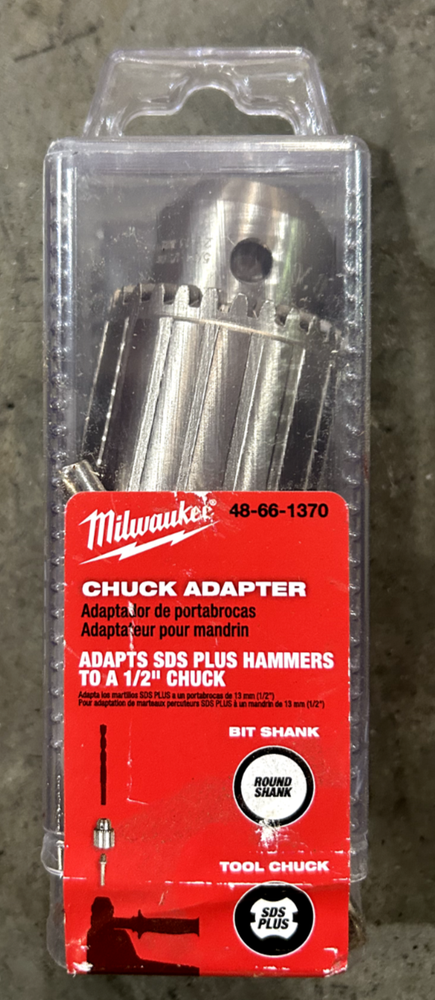 Milwaukee 48-66-1370
CHUCK ADAPTER
Adaptador de portabrocas
Adaptateur pour mandrin
ADAPTS SDS PLUS HAMMERS
TO A 1/2" CHUCK
Adapta los martillos SDS PLUS a un portabrocas de 13 mm (1/2")
Pour adaptation de marteaux perculeurs SDS PLUS à un mandrin de 13 mm (1/2")
BIT SHANK
ROUND
SHANK
TOOL CHUCK
SDS
PLUS